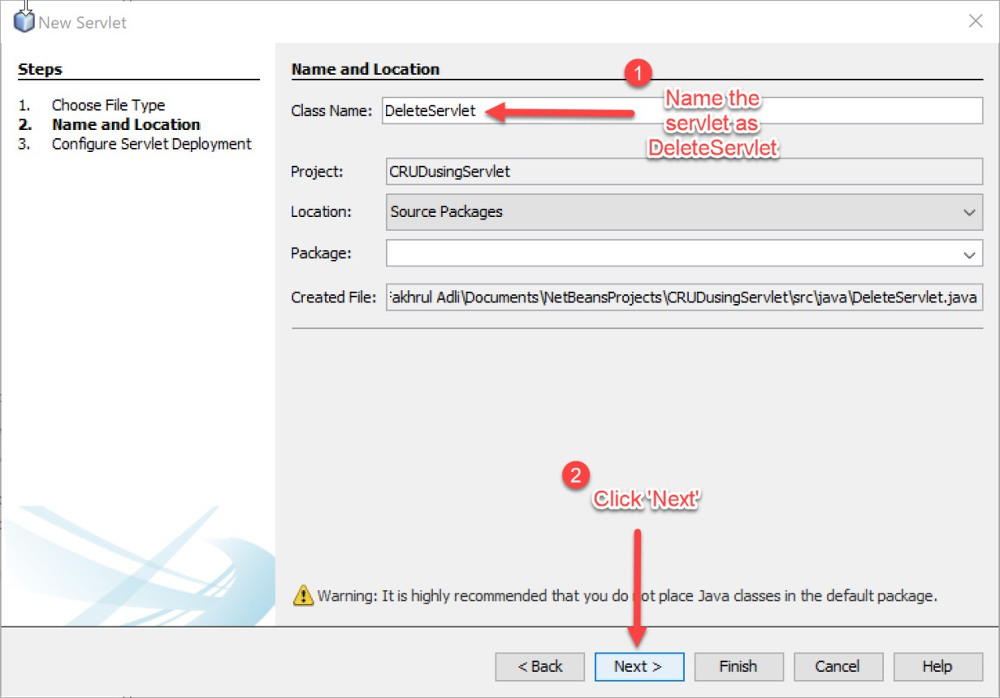 New Servlet
Steps
1. Choose File Type
2. Name and Location
3. Configure Servlet Deployment
Name and Location
1
Name the
servlet as
DeleteServlet
Class Name: DeleteServlet
Project: CRUDusingServlet
Location: Source Packages
Package:
Created File: akhrul Adli\Documents\NetBeansProjects\CRUDusingServlet\src\java\DeleteServlet.java
2
Click 'Next'
Warning: It is highly recommended that you do not place Java classes in the default package.
< Back Next > Finish Cancel Help